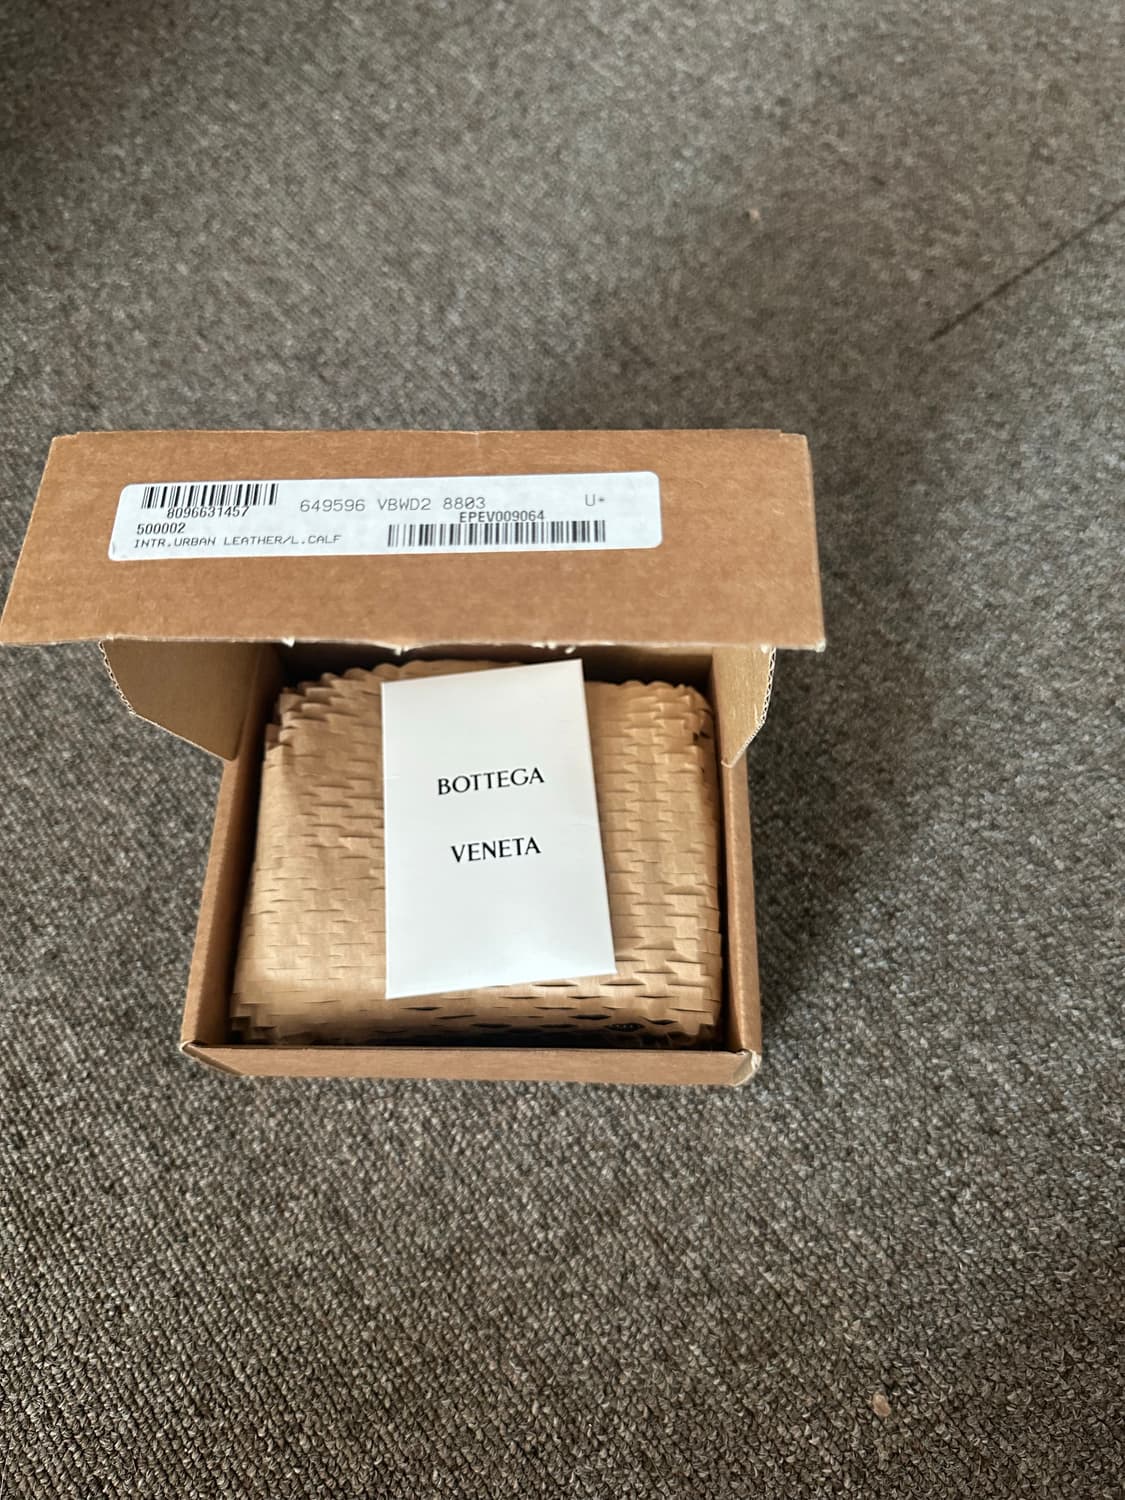 8096631457
649596 VBWD2 8803 U*
500002
EPEV009064
INTR.URBAN LEATHER/L.CALF
BOTTEGA
VENETA